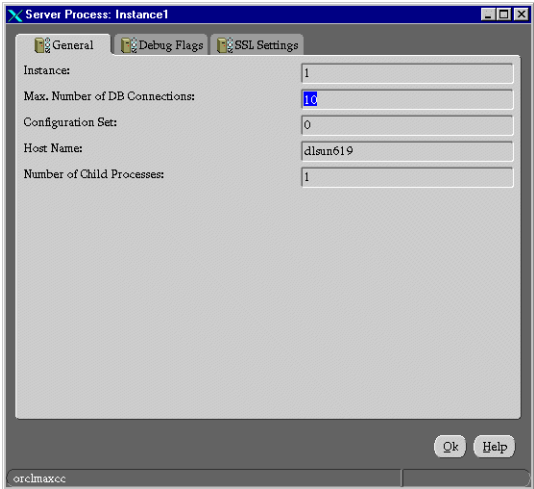 Server Process: Instance1
General Debug Flags SSL Settings
Instance: 1
Max. Number of DB Connections: 10
Configuration Set: 0
Host Name: dlsun619
Number of Child Processes: 1
Ok Help
orclmaxcc